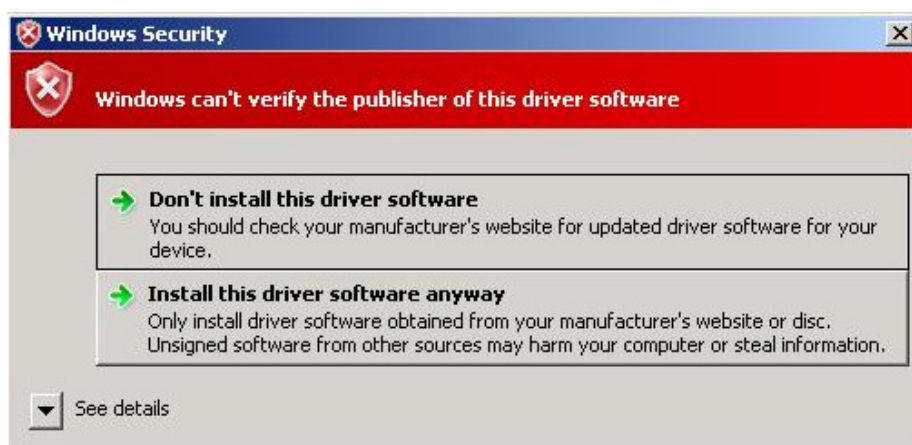 Windows Security
Windows can't verify the publisher of this driver software
Don't install this driver software
You should check your manufacturer's website for updated driver software for your
device.
Install this driver software anyway
Only install driver software obtained from your manufacturer's website or disc.
Unsigned software from other sources may harm your computer or steal information.
See details